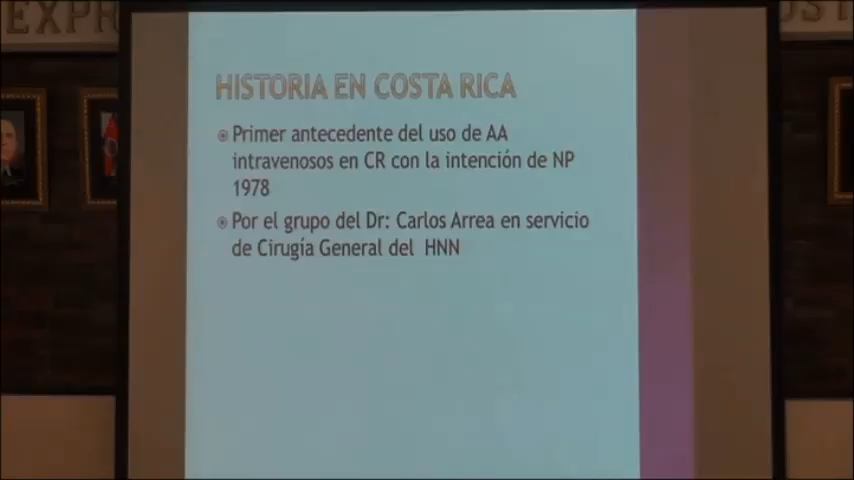 EXPR
HISTORIA EN COSTA RICA
Primer antecedente del uso de AA
intravenosos en CR con la intención de NP
1978
Por el grupo del Dr: Carlos Arrea en servicio
de Cirugía General del HNN